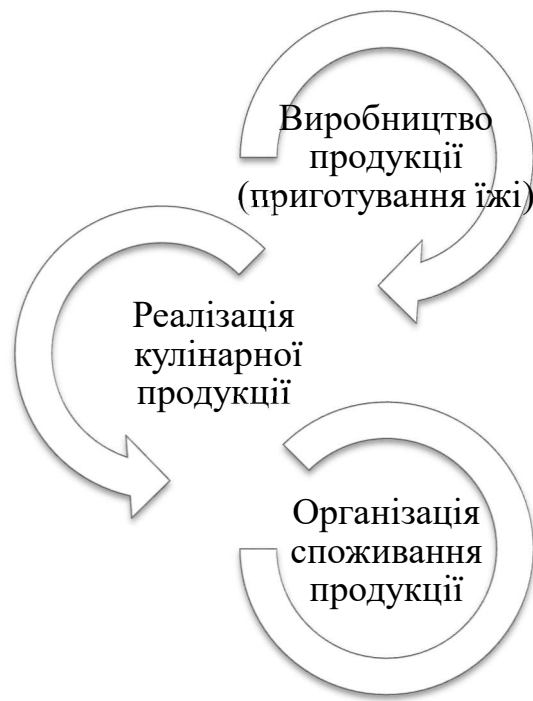 Виробництво
продукції
(приготування їжі)
Реалізація
кулінарної
продукції
Організація
споживання
продукції